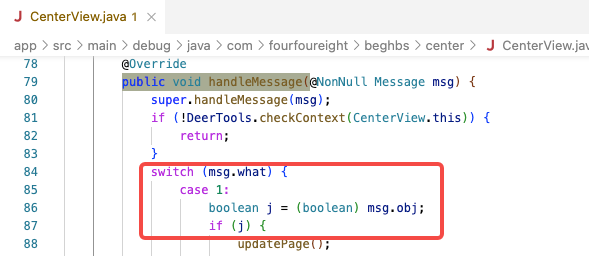 CenterView.java 1 ×
app > src > main > debug > java > com > fourfoureight > beghbs > center > CenterView.jav
78 @Override
79 public void handleMessage(@NonNull Message msg) {
80 super.handleMessage(msg);
81 if (!DeerTools.checkContext(CenterView.this)) {
82 return;
83 }
84 switch (msg.what) {
85 case 1:
86 boolean j = (boolean) msg.obj;
87 if (j) {
88 updatePage();